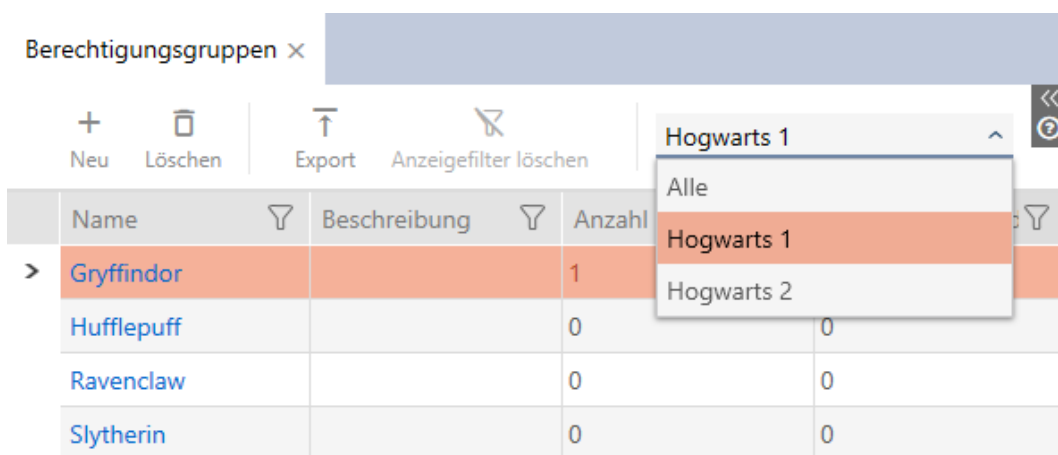 Berechtigungsgruppen
Neu Löschen Export Anzeigefilter löschen Hogwarts 1
Alle
Hogwarts 1
Hogwarts 2
Name Beschreibung Anzahl
Gryffindor 1
Hufflepuff 0 0
Ravenclaw 0 0
Slytherin 0 0